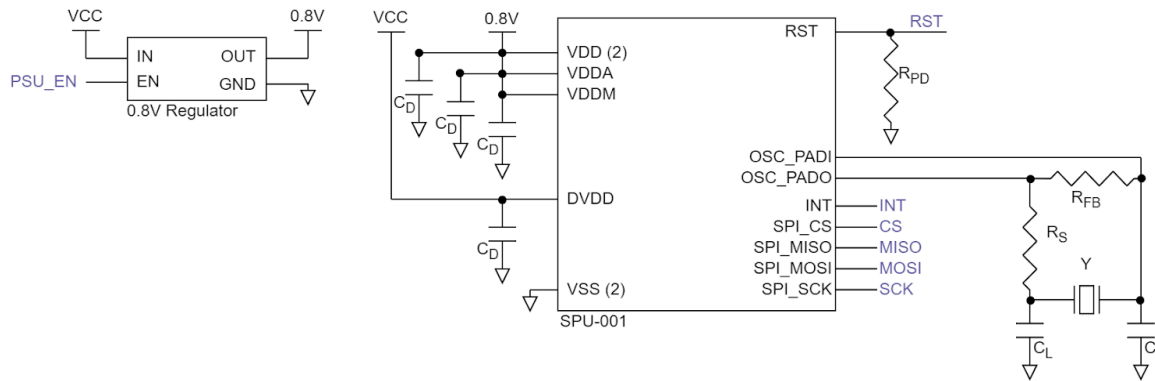 VCC
0.8V
IN
OUT
PSU_EN
EN
GND
0.8V Regulator
VCC
0.8V
VDD (2)
VDDA
VDDM
CD
CD
CD
DVDD
CD
VSS (2)
SPU-001
RST
RST
RPD
OSC_PADI
OSC_PADO
RFB
INT
INT
SPI_CS
CS
SPI_MISO
MISO
SPI_MOSI
MOSI
SPI_SCK
SCK
RS
Y
CL
C